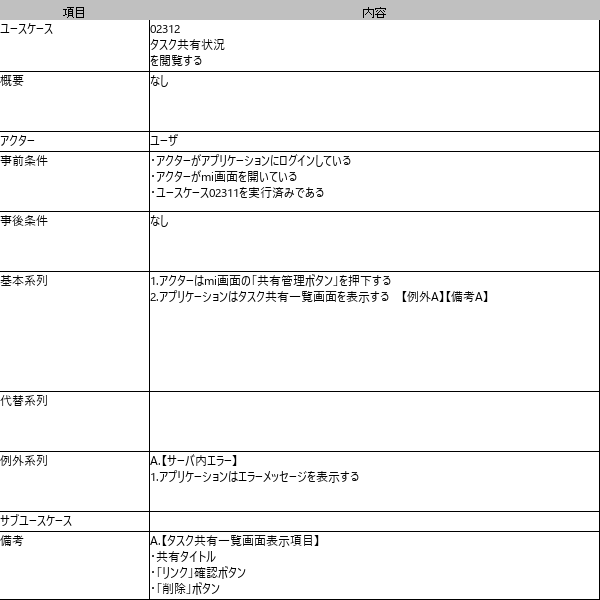 項目 内容
ユースケース 02312
タスク共有状況
を閲覧する
概要 なし
アクター ユーザ
事前条件 ・アクターがアプリケーションにログインしている
・アクターがmi画面を開いている
・ユースケース02311を実行済みである
事後条件 なし
基本系列 1.アクターはmi画面の「共有管理ボタン」を押下する
2.アプリケーションはタスク共有一覧画面を表示する　【例外A】【備考A】
代替系列
例外系列 A.【サーバ内エラー】
1.アプリケーションはエラーメッセージを表示する
サブユースケース
備考 A.【タスク共有一覧画面表示項目】
・共有タイトル
・「リンク」確認ボタン
・「削除」ボタン